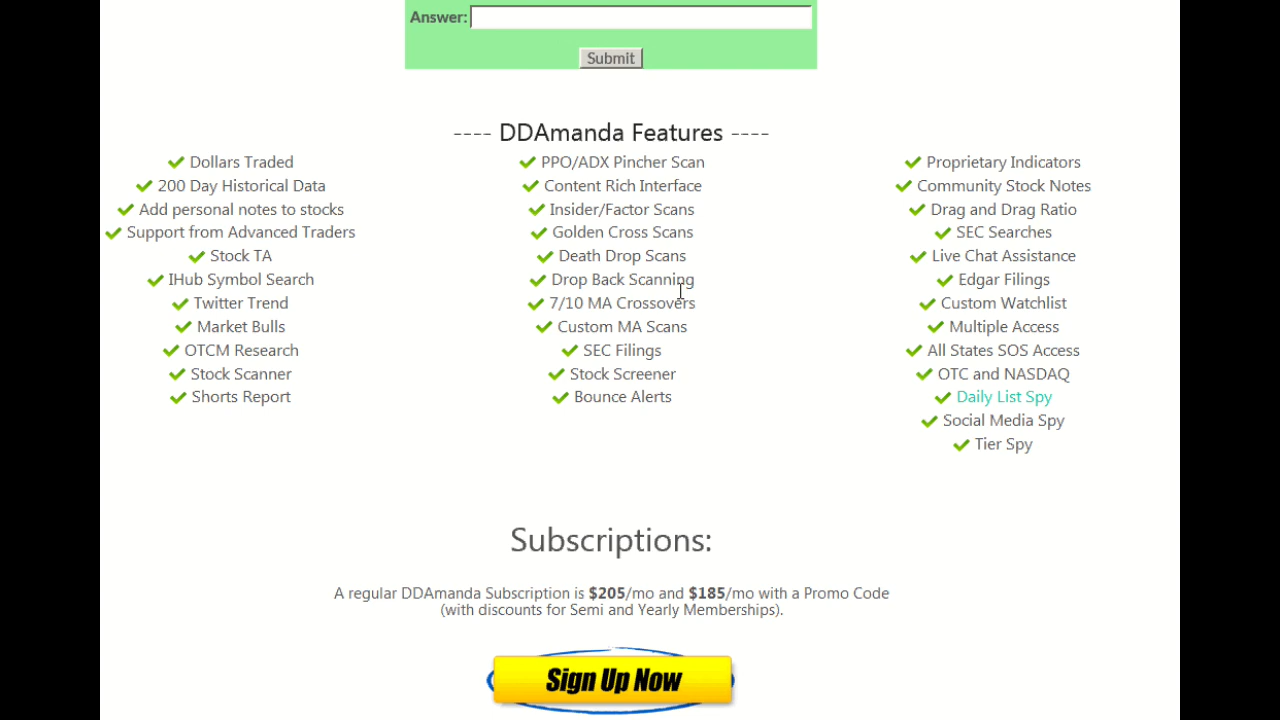 Answer:
Submit
---- DDAmanda Features ----
Dollars Traded
200 Day Historical Data
Add personal notes to stocks
Support from Advanced Traders
Stock TA
IHub Symbol Search
Twitter Trend
Market Bulls
OTCM Research
Stock Scanner
Shorts Report
PPO/ADX Pincher Scan
Content Rich Interface
Insider/Factor Scans
Golden Cross Scans
Death Drop Scans
Drop Back Scanning
7/10 MA Crossovers
Custom MA Scans
SEC Filings
Stock Screener
Bounce Alerts
Proprietary Indicators
Community Stock Notes
Drag and Drag Ratio
SEC Searches
Live Chat Assistance
Edgar Filings
Custom Watchlist
Multiple Access
All States SOS Access
OTC and NASDAQ
Daily List Spy
Social Media Spy
Tier Spy
Subscriptions:
A regular DDAmanda Subscription is $205/mo and $185/mo with a Promo Code
(with discounts for Semi and Yearly Memberships).
Sign Up Now